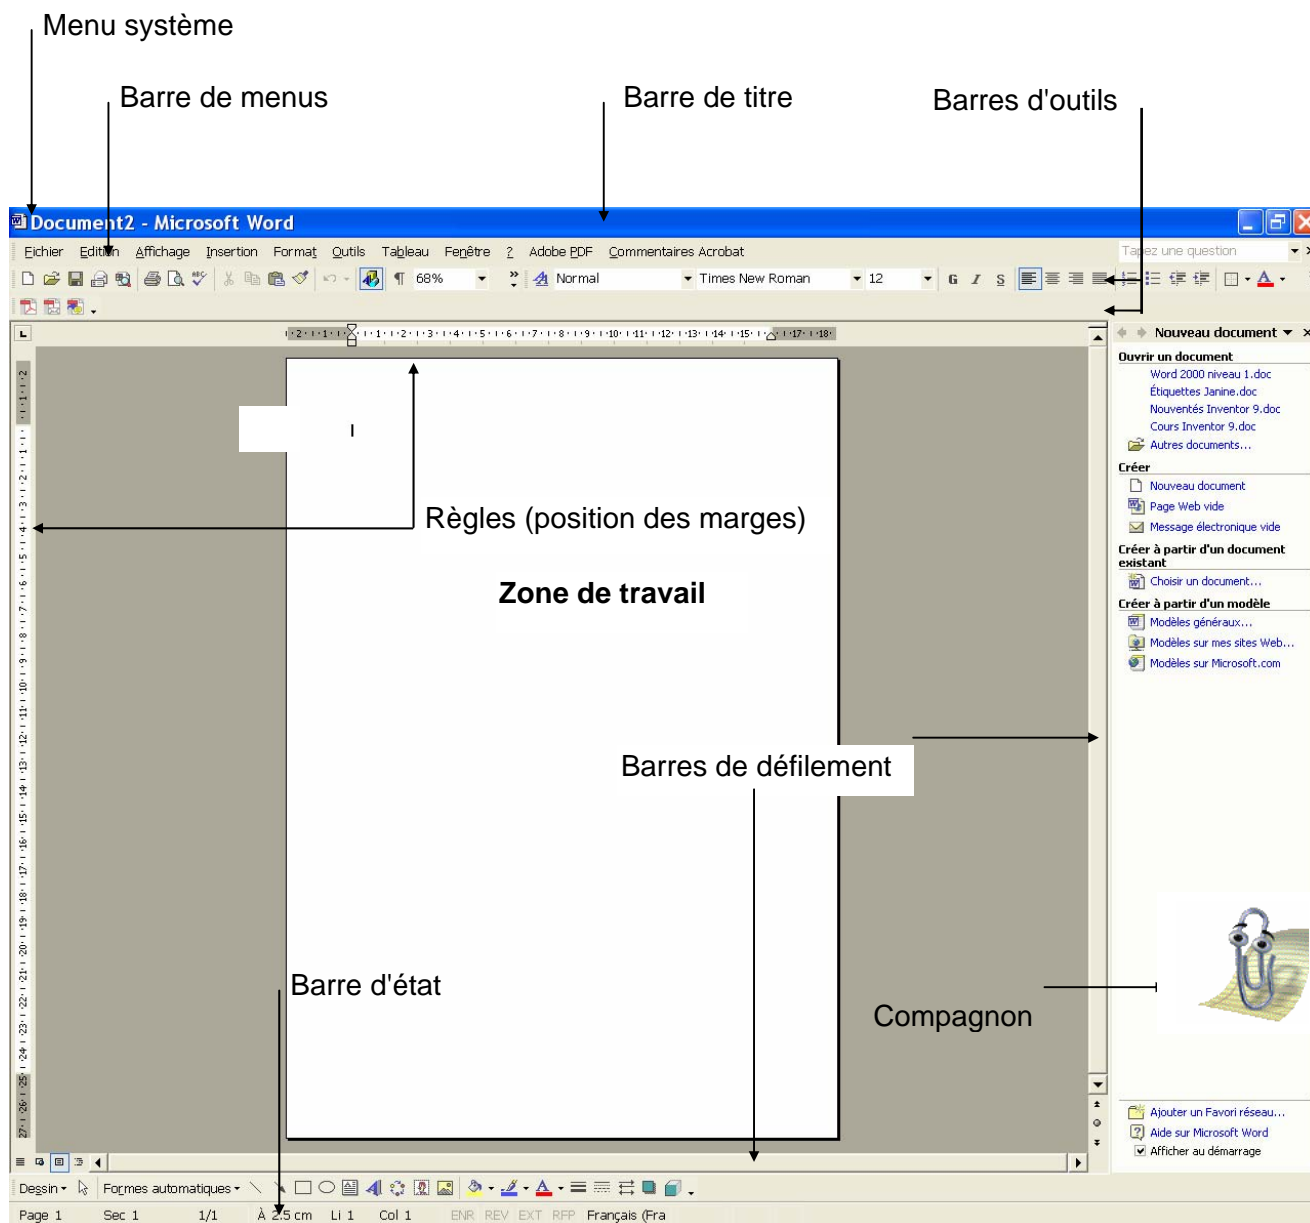 Menu système
Barre de menus
Barre de titre
Barres d'outils
Document2 - Microsoft Word
Fichier Edition Affichage Insertion Format Outils Tableau Fenêtre ? Adobe PDF Commentaires Acrobat Tapez une question
68% Normal Times New Roman 12 G I S
Nouveau document
Ouvrir un document
Word 2000 niveau 1.doc
Étiquettes Janine.doc
Nouventés Inventor 9.doc
Cours Inventor 9.doc
Autres documents...
Créer
Nouveau document
Page Web vide
Message électronique vide
Créer à partir d'un document
existant
Choisir un document...
Créer à partir d'un modèle
Modèles généraux...
Modèles sur mes sites Web...
Modèles sur Microsoft.com
Règles (position des marges)
Zone de travail
Barres de défilement
Barre d'état
Compagnon
Ajouter un Favori réseau...
Aide sur Microsoft Word
Afficher au démarrage
Dessin Formes automatiques
Page 1 Sec 1 1/1 À 2.5 cm Li 1 Col 1 ENR REV EXT RFP Français (Fra